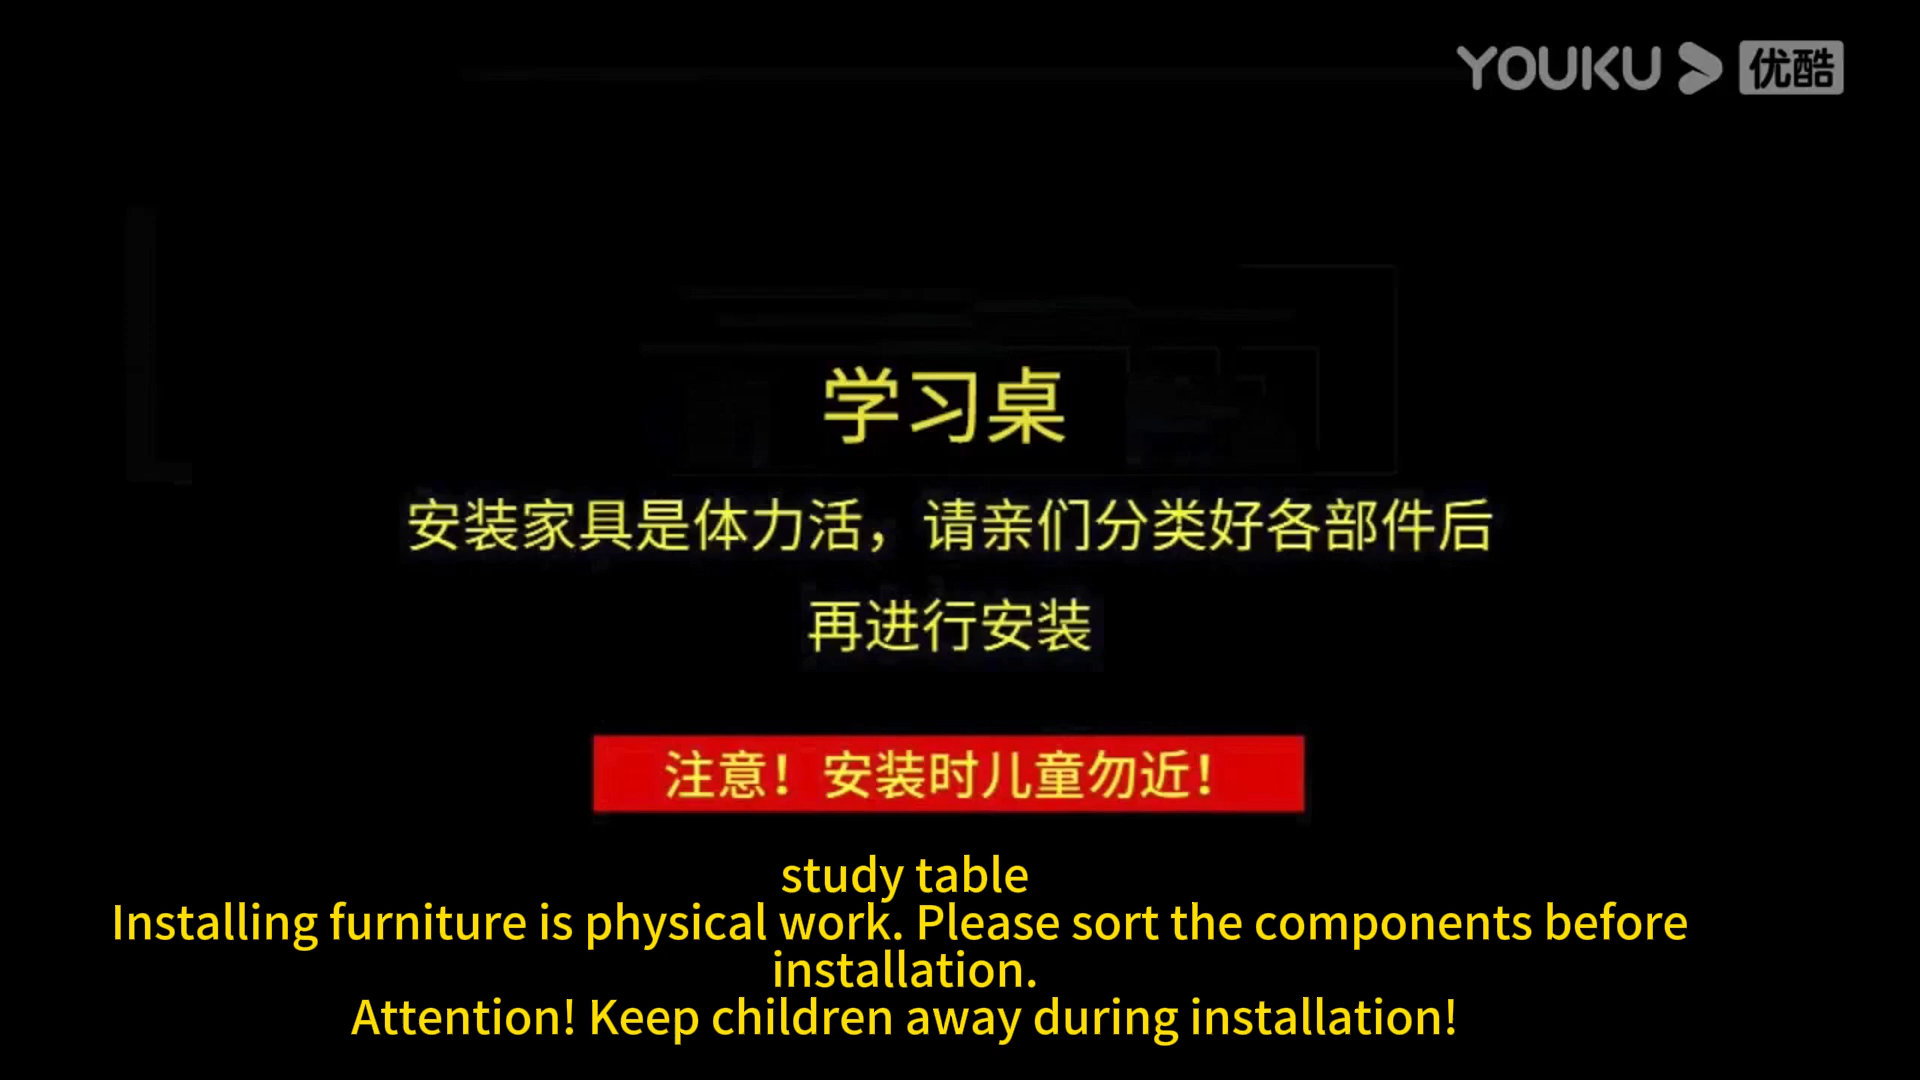 YOUKU 优酷
学习桌
安装家具是体力活，请亲们分类好各部件后
再进行安装
注意！安装时儿童勿近！
study table
Installing furniture is physical work. Please sort the components before
installation.
Attention! Keep children away during installation!